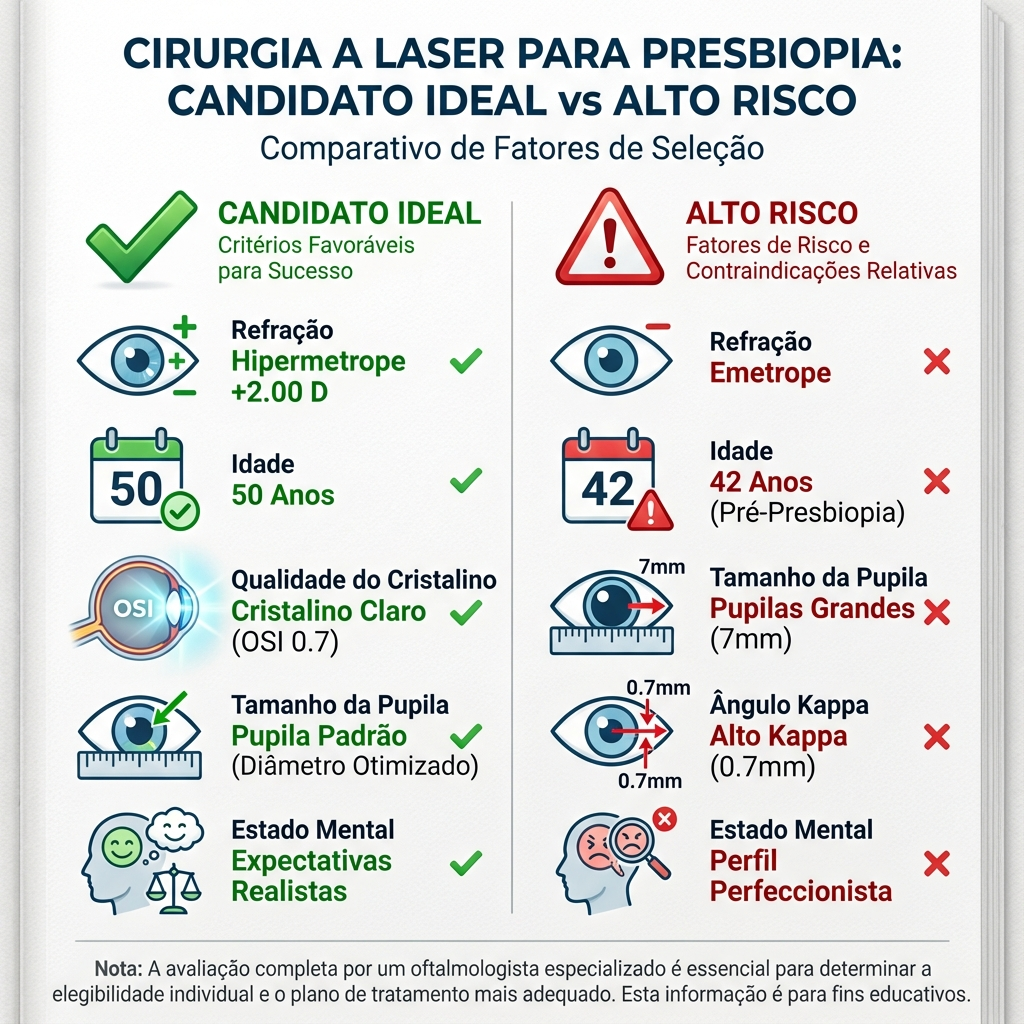 CIRURGIA A LASER PARA PRESBIOPIA:
CANDIDATO IDEAL vs ALTO RISCO
Comparativo de Fatores de Seleção
CANDIDATO IDEAL
Critérios Favoráveis
para Sucesso
Refração
Hipermetrope
+2.00 D
50
Idade
50 Anos
OSI
Qualidade do Cristalino
Cristalino Claro
(OSI 0.7)
Tamanho da Pupila
Pupila Padrão
(Diâmetro Otimizado)
Estado Mental
Expectativas
Realistas
ALTO RISCO
Fatores de Risco e
Contraindicações Relativas
Refração
Emetrope
42
Idade
42 Anos
(Pré-Presbiopia)
7mm
Tamanho da Pupila
Pupilas Grandes
(7mm)
0.7mm
0.7mm
Ângulo Kappa
Alto Kappa
(0.7mm)
Estado Mental
Perfil
Perfeccionista
Nota: A avaliação completa por um oftalmologista especializado é essencial para determinar a
elegibilidade individual e o plano de tratamento mais adequado. Esta informação é para fins educativos.